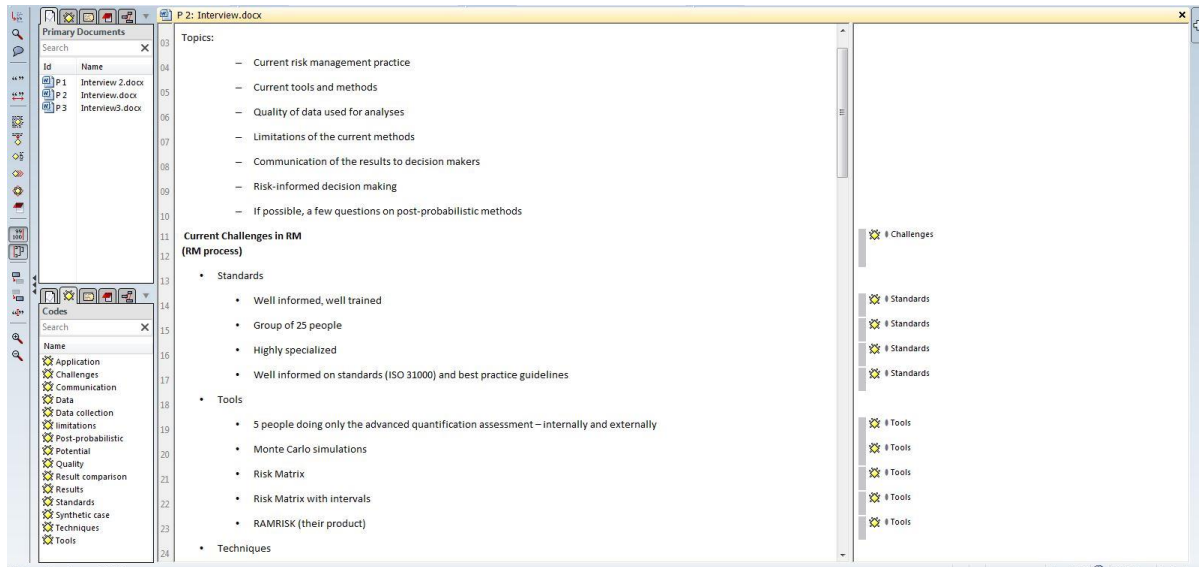 P 2: Interview.docx
Primary Documents
Search
Id Name
P 1 Interview 2.docx
P 2 Interview.docx
P 3 Interview3.docx
Codes
Search
Name
Application
Challenges
Communication
Data
Data collection
limitations
Post-probabilistic
Potential
Quality
Result comparison
Results
Standards
Synthetic case
Techniques
Tools
03 Topics:
04 – Current risk management practice
05 – Current tools and methods
06 – Quality of data used for analyses
07 – Limitations of the current methods
08 – Communication of the results to decision makers
09 – Risk-informed decision making
10 – If possible, a few questions on post-probabilistic methods
11 Current Challenges in RM
12 (RM process)
13 • Standards
14 • Well informed, well trained
15 • Group of 25 people
16 • Highly specialized
17 • Well informed on standards (ISO 31000) and best practice guidelines
18 • Tools
19 • 5 people doing only the advanced quantification assessment – internally and externally
20 • Monte Carlo simulations
21 • Risk Matrix
22 • Risk Matrix with intervals
23 • RAMRISK (their product)
24 • Techniques
Challenges
Standards
Standards
Standards
Standards
Tools
Tools
Tools
Tools
Tools